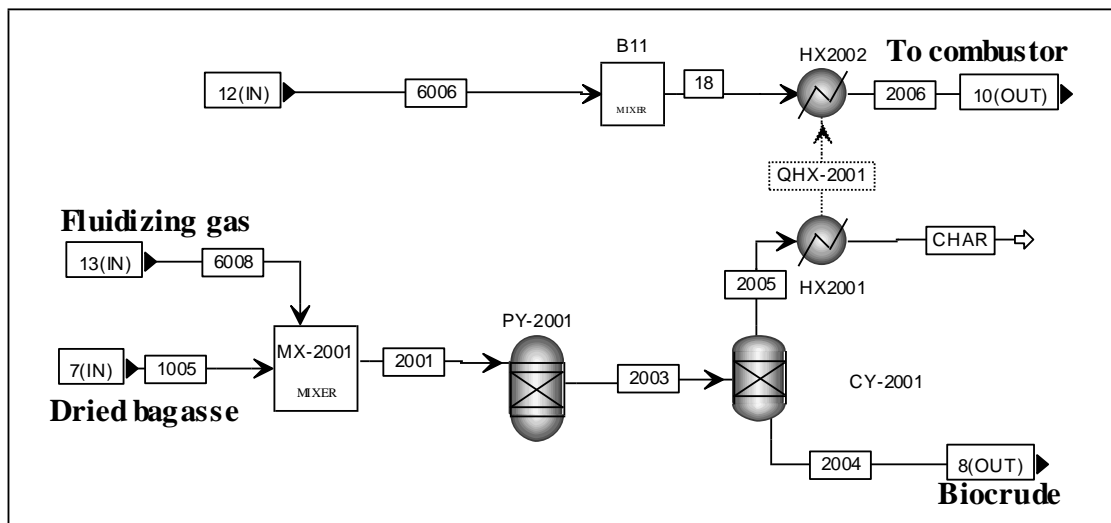 B11
HX2002
To combustor
12(IN)
6006
MIXER
18
2006
10(OUT)
QHX-2001
Fluidizing gas
13(IN)
6008
CHAR
2005
HX2001
PY-2001
MX-2001
MIXER
7(IN)
1005
2001
2003
CY-2001
Dried bagasse
2004
8(OUT)
Biocrude